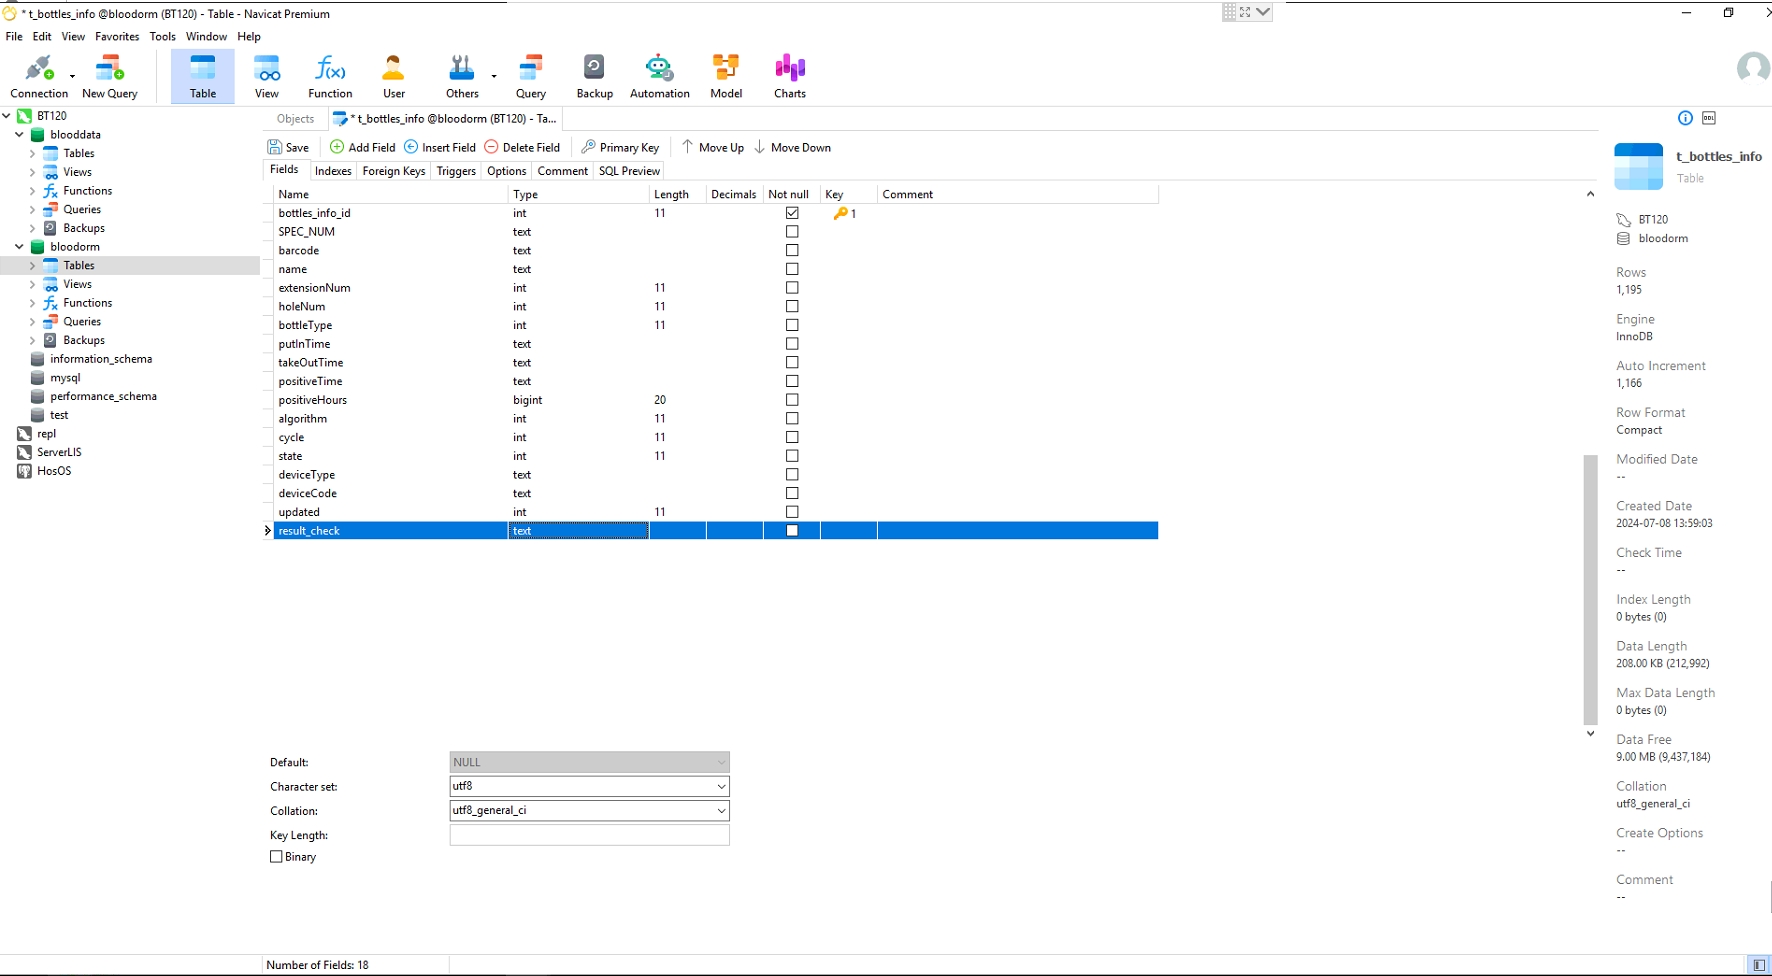 * t_bottles_info @bloodorm (BT120) - Table - Navicat Premium
File Edit View Favorites Tools Window Help
Connection New Query Table View Function User Others Query Backup Automation Model Charts
BT120
blooddata
Tables
Views
Functions
Queries
Backups
bloodorm
Tables
Views
Functions
Queries
Backups
information_schema
mysql
performance_schema
test
repl
ServerLIS
HosOS
Objects * t_bottles_info @bloodorm (BT120) - Ta...
Save Add Field Insert Field Delete Field Primary Key Move Up Move Down
Fields Indexes Foreign Keys Triggers Options Comment SQL Preview
Name Type Length Decimals Not null Key Comment
bottles_info_id int 11 1
SPEC_NUM text
barcode text
name text
extensionNum int 11
holeNum int 11
bottleType int 11
putInTime text
takeOutTime text
positiveTime text
positiveHours bigint 20
algorithm int 11
cycle int 11
state int 11
deviceType text
deviceCode text
updated int 11
result_check text
Default: NULL
Character set: utf8
Collation: utf8_general_ci
Key Length:
Binary
Number of Fields: 18
DDL
t_bottles_info
Table
BT120
bloodorm
Rows
1,195
Engine
InnoDB
Auto Increment
1,166
Row Format
Compact
Modified Date
--
Created Date
2024-07-08 13:59:03
Check Time
--
Index Length
0 bytes (0)
Data Length
208.00 KB (212,992)
Max Data Length
0 bytes (0)
Data Free
9.00 MB (9,437,184)
Collation
utf8_general_ci
Create Options
--
Comment
--